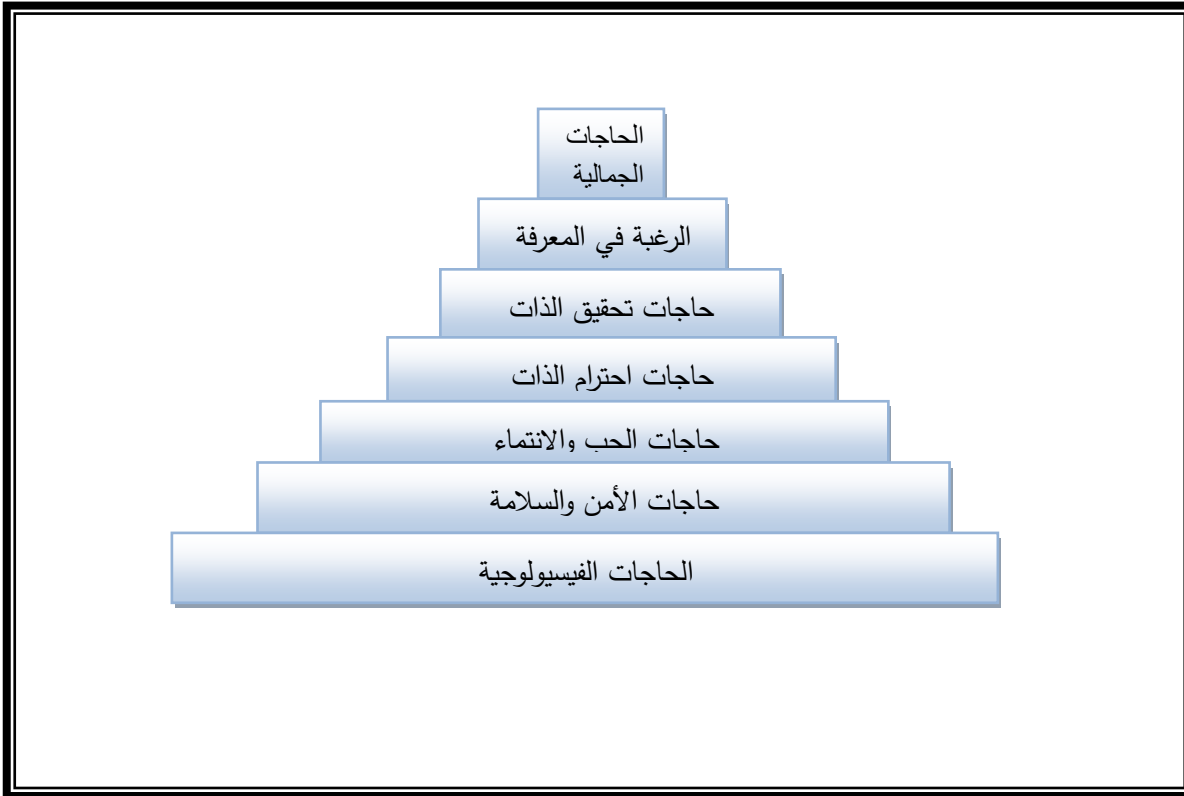 الحاجات
الجمالية
الرغبة في المعرفة
حاجات تحقيق الذات
حاجات احترام الذات
حاجات الحب والانتماء
حاجات الأمن والسلامة
الحاجات الفيسيولوجية